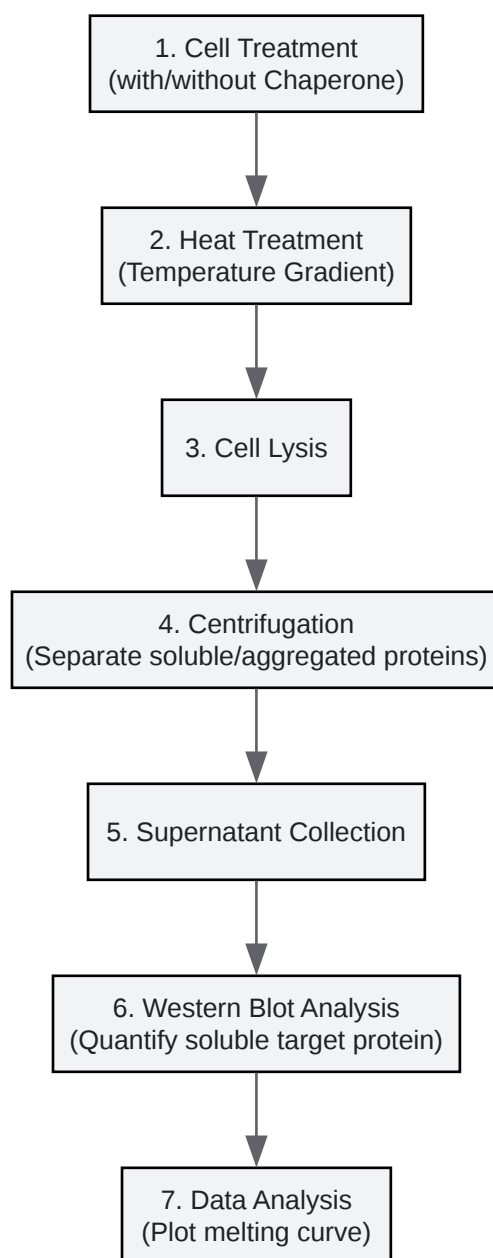 1. Cell Treatment
(with/without Chaperone)
2. Heat Treatment
(Temperature Gradient)
3. Cell Lysis
4. Centrifugation
(Separate soluble/aggregated proteins)
5. Supernatant Collection
6. Western Blot Analysis
(Quantify soluble target protein)
7. Data Analysis
(Plot melting curve)